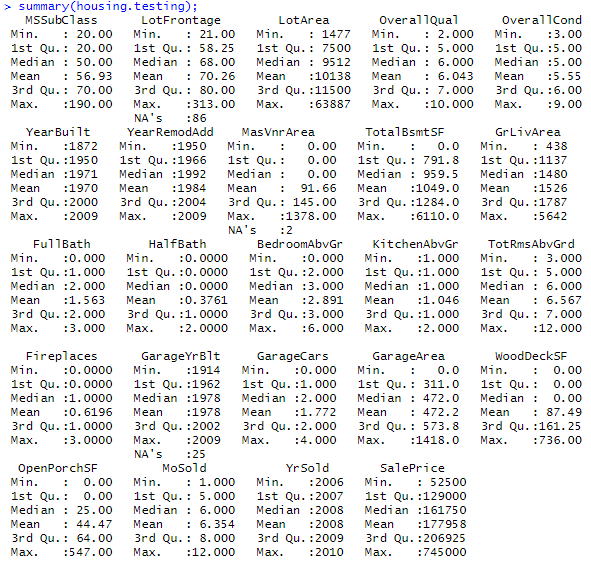 > summary(housing.testing);
MSSubClass LotFrontage LotArea OverallQual OverallCond
Min. : 20.00 Min. : 21.00 Min. : 1477 Min. : 2.000 Min. :3.00
1st Qu.: 20.00 1st Qu.: 58.25 1st Qu.: 7500 1st Qu.: 5.000 1st Qu.:5.00
Median : 50.00 Median : 68.00 Median : 9512 Median : 6.000 Median :5.00
Mean : 56.93 Mean : 70.26 Mean :10138 Mean : 6.043 Mean :5.55
3rd Qu.: 70.00 3rd Qu.: 80.00 3rd Qu.:11500 3rd Qu.: 7.000 3rd Qu.:6.00
Max. :190.00 Max. :313.00 Max. :63887 Max. :10.000 Max. :9.00
NA's :86
YearBuilt YearRemodAdd MasVnrArea TotalBsmtSF GrLivArea
Min. :1872 Min. :1950 Min. : 0.00 Min. : 0.0 Min. : 438
1st Qu.:1950 1st Qu.:1966 1st Qu.: 0.00 1st Qu.: 791.8 1st Qu.:1137
Median :1971 Median :1992 Median : 0.00 Median : 959.5 Median :1480
Mean :1970 Mean :1984 Mean : 91.66 Mean :1049.0 Mean :1526
3rd Qu.:2000 3rd Qu.:2004 3rd Qu.: 145.00 3rd Qu.:1284.0 3rd Qu.:1787
Max. :2009 Max. :2009 Max. :1378.00 Max. :6110.0 Max. :5642
NA's :2
FullBath HalfBath BedroomAbvGr KitchenAbvGr TotRmsAbvGrd
Min. :0.000 Min. :0.0000 Min. :0.000 Min. :1.000 Min. : 3.000
1st Qu.:1.000 1st Qu.:0.0000 1st Qu.:2.000 1st Qu.:1.000 1st Qu.: 5.000
Median :2.000 Median :0.0000 Median :3.000 Median :1.000 Median : 6.000
Mean :1.563 Mean :0.3761 Mean :2.891 Mean :1.046 Mean : 6.567
3rd Qu.:2.000 3rd Qu.:1.0000 3rd Qu.:3.000 3rd Qu.:1.000 3rd Qu.: 7.000
Max. :3.000 Max. :2.0000 Max. :6.000 Max. :2.000 Max. :12.000
Fireplaces GarageYrBlt GarageCars GarageArea WoodDeckSF
Min. :0.0000 Min. :1914 Min. :0.000 Min. : 0.0 Min. : 0.00
1st Qu.:0.0000 1st Qu.:1962 1st Qu.:1.000 1st Qu.: 311.0 1st Qu.: 0.00
Median :1.0000 Median :1978 Median :2.000 Median : 472.0 Median : 0.00
Mean :0.6196 Mean :1978 Mean :1.772 Mean : 472.2 Mean : 87.49
3rd Qu.:1.0000 3rd Qu.:2002 3rd Qu.:2.000 3rd Qu.: 573.8 3rd Qu.:161.25
Max. :3.0000 Max. :2009 Max. :4.000 Max. :1418.0 Max. :736.00
NA's :25
OpenPorchSF MoSold YrSold SalePrice
Min. : 0.00 Min. : 1.000 Min. :2006 Min. : 52500
1st Qu.: 0.00 1st Qu.: 5.000 1st Qu.:2007 1st Qu.:129000
Median : 25.00 Median : 6.000 Median :2008 Median :161750
Mean : 44.47 Mean : 6.354 Mean :2008 Mean :177958
3rd Qu.: 64.00 3rd Qu.: 8.000 3rd Qu.:2009 3rd Qu.:206925
Max. :547.00 Max. :12.000 Max. :2010 Max. :745000